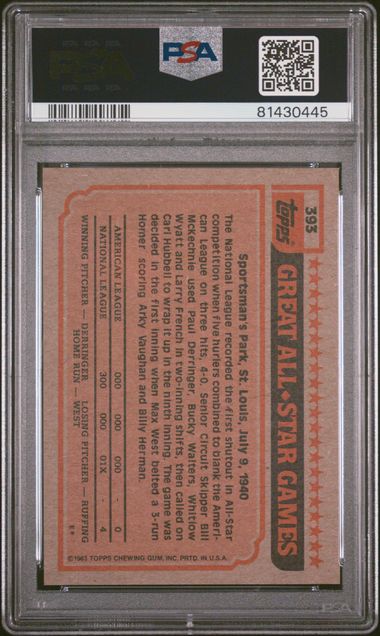 PSA
PSA
81430445
393
topps
GREAT ALL★STAR GAMES
Sportsman's Park, St. Louis, July 9, 1940
The National League recorded the first shutout in All-Star
competition when five hurlers combined to blank the Ameri-
can League on three hits, 4-0. Senior Circuit Skipper Bill
McKechnie used Paul Derringer, Bucky Walters, Whitlow
Wyatt and Larry French in two-inning shifts, then called on
Carl Hubbell to wrap it up in the ninth inning. The game was
decided in the first inning when Max West belted a 3-run
Homer scoring Arky Vaughan and Billy Herman.
AMERICAN LEAGUE 000 000 000 - 0
NATIONAL LEAGUE 300 000 01X - 4
WINNING PITCHER — DERRINGER LOSING PITCHER — RUFFING
HOME RUN — WEST
E*
©1983 TOPPS CHEWING GUM, INC. PRTD. IN U.S.A.